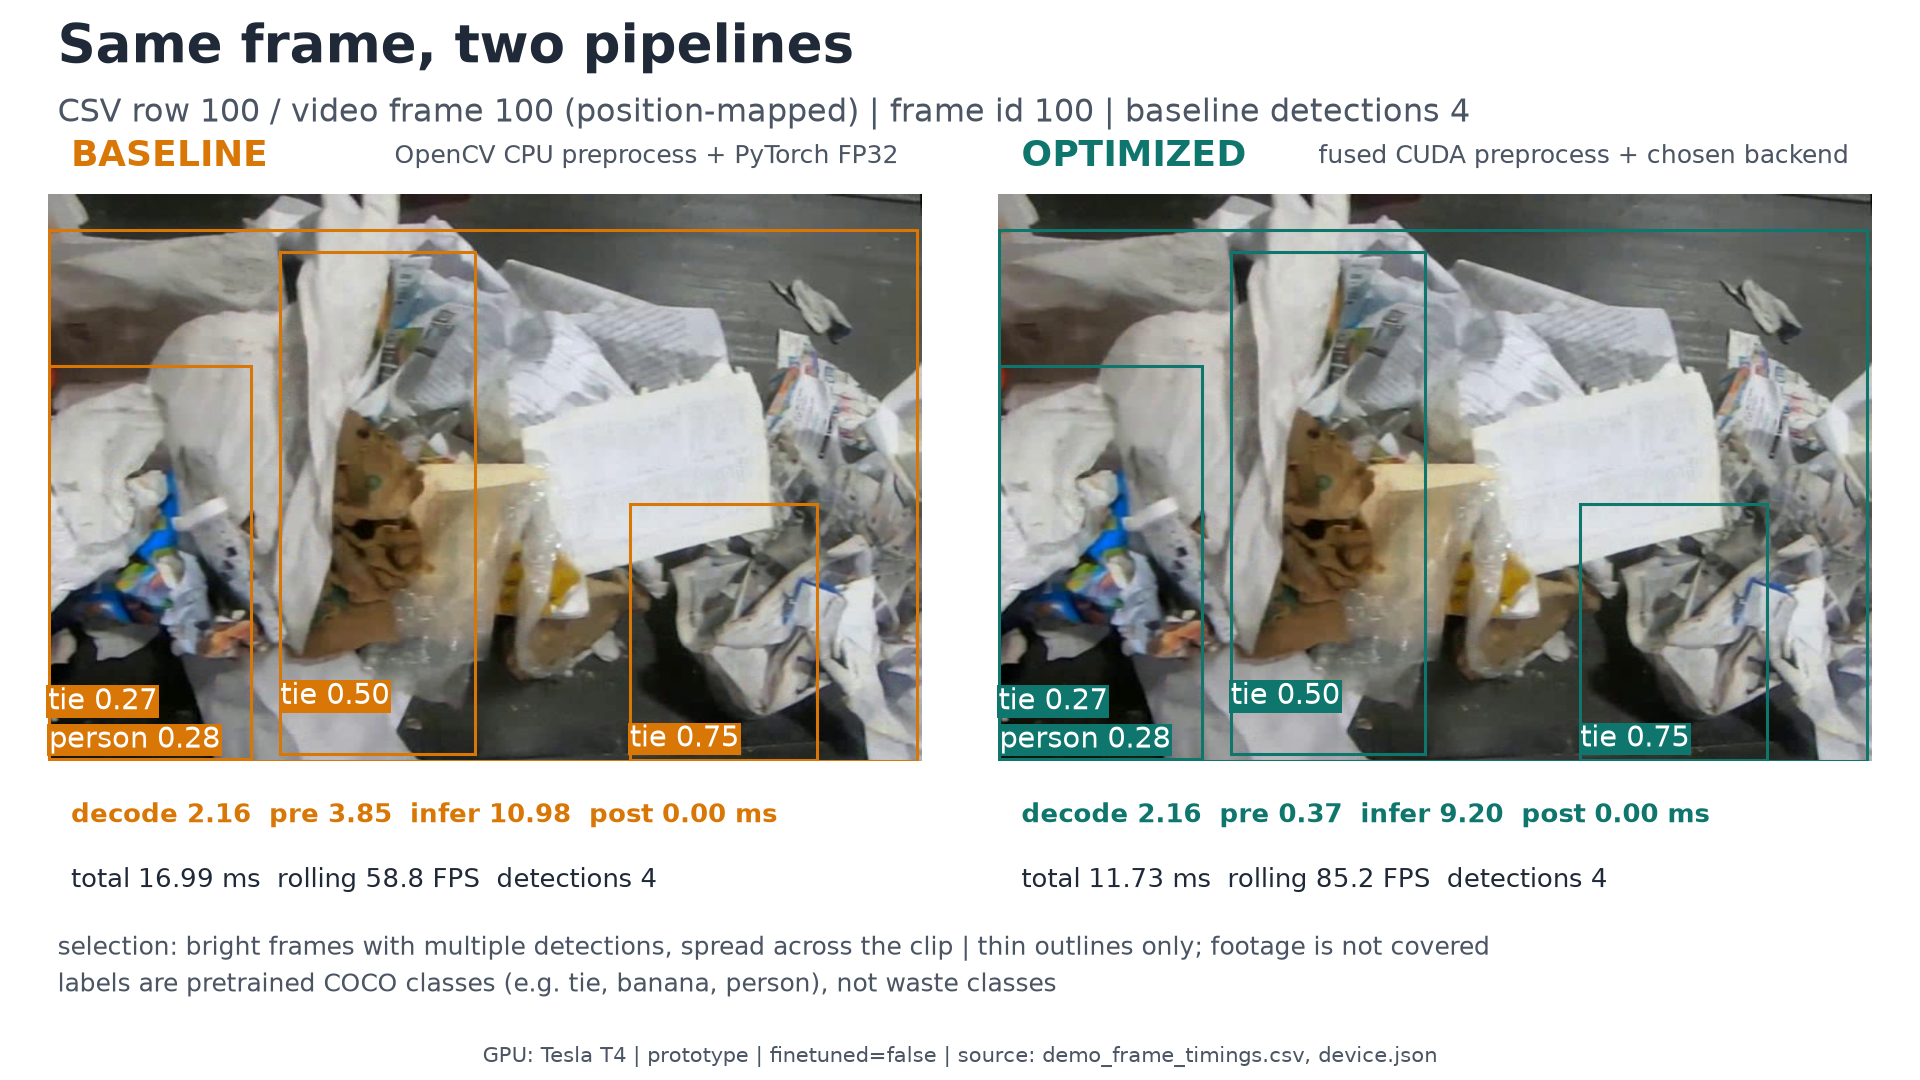 Same frame, two pipelines
CSV row 100 / video frame 100 (position-mapped) | frame id 100 | baseline detections 4
BASELINE OpenCV CPU preprocess + PyTorch FP32
OPTIMIZED fused CUDA preprocess + chosen backend
tie 0.27
tie 0.50
person 0.28
tie 0.75
tie 0.27
tie 0.50
person 0.28
tie 0.75
decode 2.16 pre 3.85 infer 10.98 post 0.00 ms
total 16.99 ms rolling 58.8 FPS detections 4
decode 2.16 pre 0.37 infer 9.20 post 0.00 ms
total 11.73 ms rolling 85.2 FPS detections 4
selection: bright frames with multiple detections, spread across the clip | thin outlines only; footage is not covered
labels are pretrained COCO classes (e.g. tie, banana, person), not waste classes
GPU: Tesla T4 | prototype | finetuned=false | source: demo_frame_timings.csv, device.json